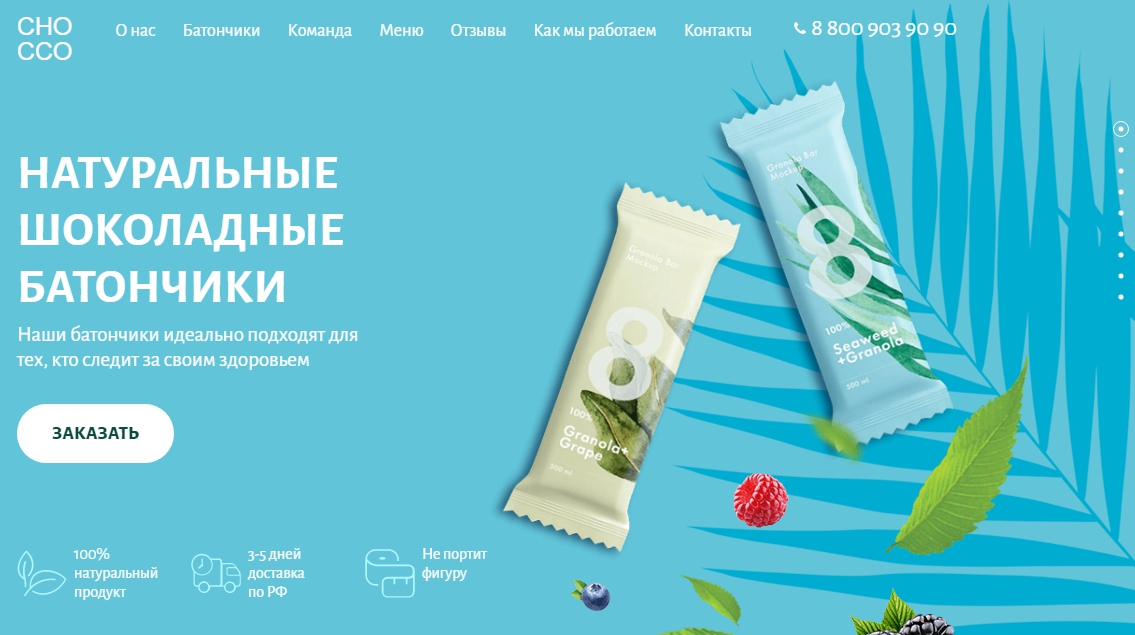 CHO
CCO
О нас
Батончики
Команда
Меню
Отзывы
Как мы работаем
Контакты
8 800 903 90 90
НАТУРАЛЬНЫЕ
ШОКОЛАДНЫЕ
БАТОНЧИКИ
Наши батончики идеально подходят для
тех, кто следит за своим здоровьем
ЗАКАЗАТЬ
Granola Bar
Mockup
8
100%
Granola+
Grape
300 ml
Granola Bar
Mockup
8
100%
Seaweed
+Granola
300 ml
100%
натуральный
продукт
3-5 дней
доставка
по РФ
Не портит
фигуру